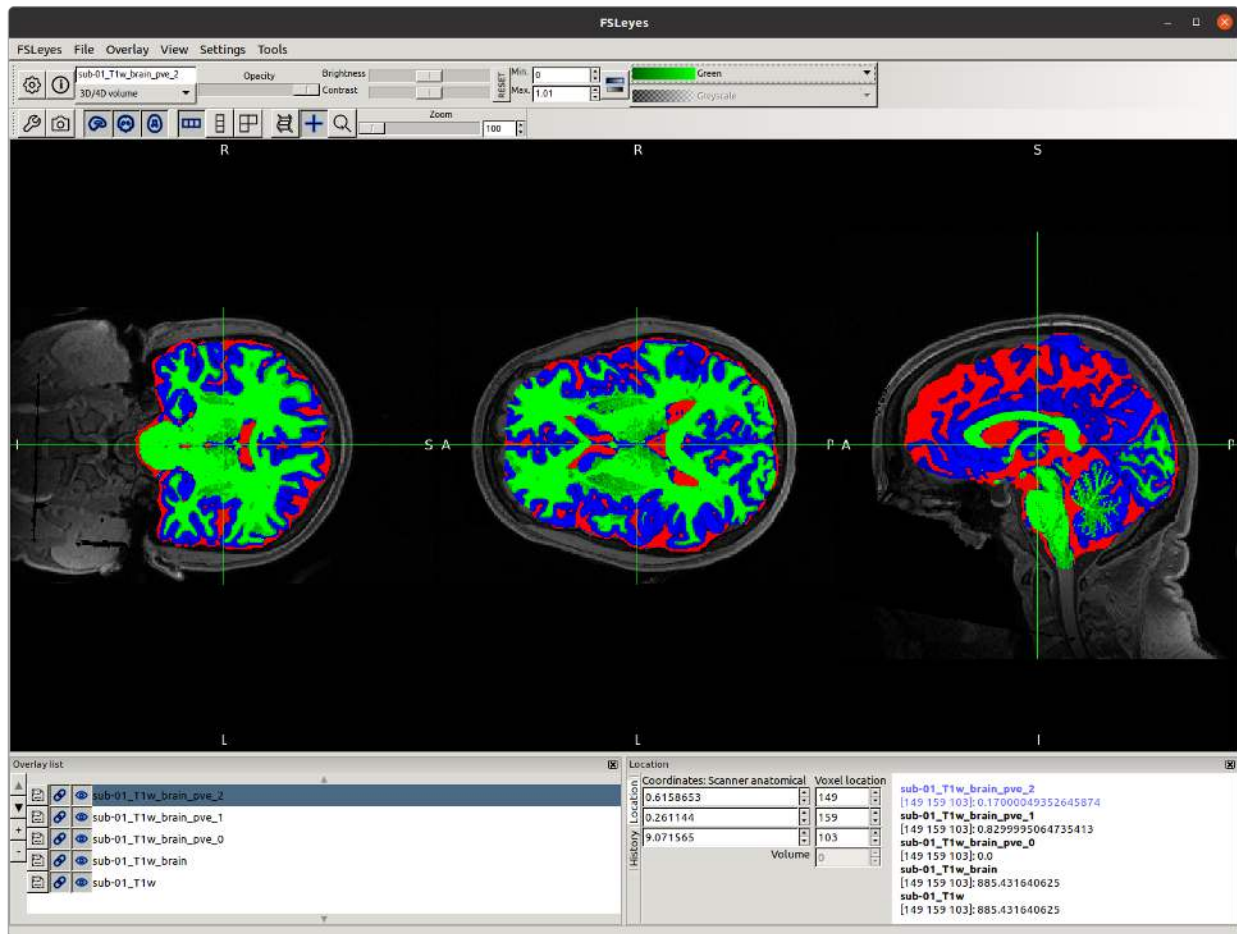 FSLeyes
FSLeyes File Overlay View Settings Tools
sub-01_T1w_brain_pve_2
3D/4D volume
Opacity
Brightness
Contrast
RESET
Min. 0
Max. 1.01
Green
Greyscale
Zoom
100
R R S
I S A P A P
L L I
Overlay list
sub-01_T1w_brain_pve_2
sub-01_T1w_brain_pve_1
sub-01_T1w_brain_pve_0
sub-01_T1w_brain
sub-01_T1w
Location
Location
History
Coordinates: Scanner anatomical Voxel location
0.6158653 149
0.261144 159
9.071565 103
Volume 0
sub-01_T1w_brain_pve_2
[149 159 103]: 0.17000049352645874
sub-01_T1w_brain_pve_1
[149 159 103]: 0.8299995064735413
sub-01_T1w_brain_pve_0
[149 159 103]: 0.0
sub-01_T1w_brain
[149 159 103]: 885.431640625
sub-01_T1w
[149 159 103]: 885.431640625